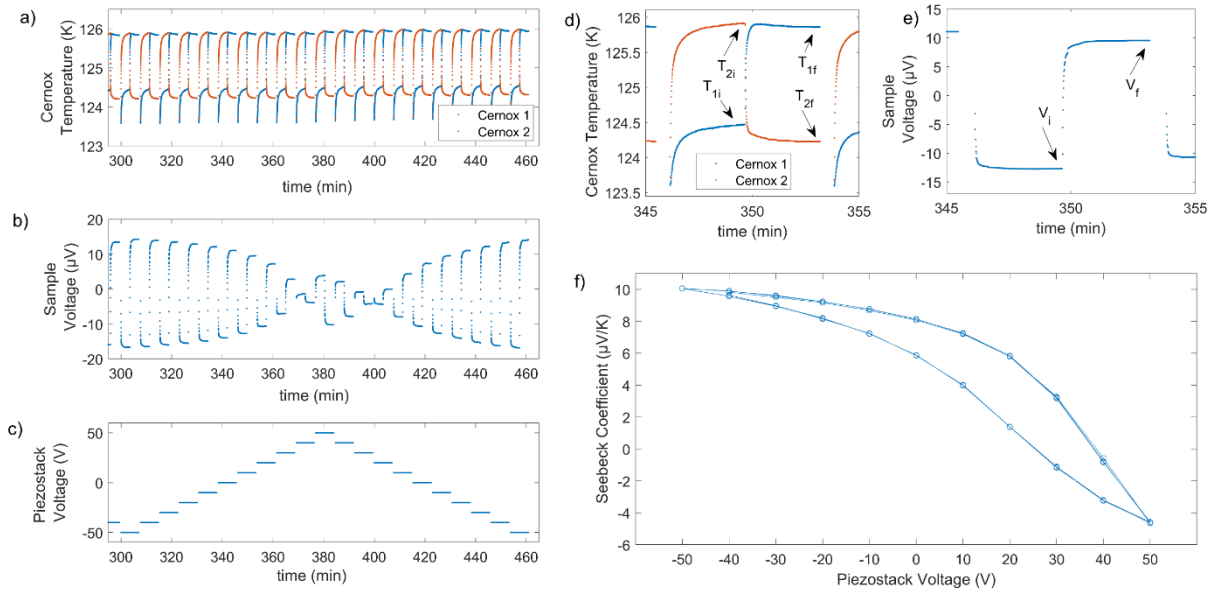 a)
126
125
124
123
Cernox
Temperature (K)
Cernox 1
Cernox 2
300
320
340
360
380
400
420
440
460
time (min)
b)
20
10
0
-10
-20
Sample
Voltage (µV)
300
320
340
360
380
400
420
440
460
time (min)
c)
50
0
-50
Piezostack
Voltage (V)
300
320
340
360
380
400
420
440
460
time (min)
d)
126
125.5
125
124.5
124
123.5
Cernox Temperature (K)
T2i
T1i
T1f
T2f
Cernox 1
Cernox 2
345
350
355
time (min)
e)
15
10
5
0
-5
-10
-15
Sample
Voltage (µV)
Vi
Vf
345
350
355
time (min)
f)
10
8
6
4
2
0
-2
-4
-6
Seebeck Coefficient (µV/K)
-50
-40
-30
-20
-10
0
10
20
30
40
50
Piezostack Voltage (V)